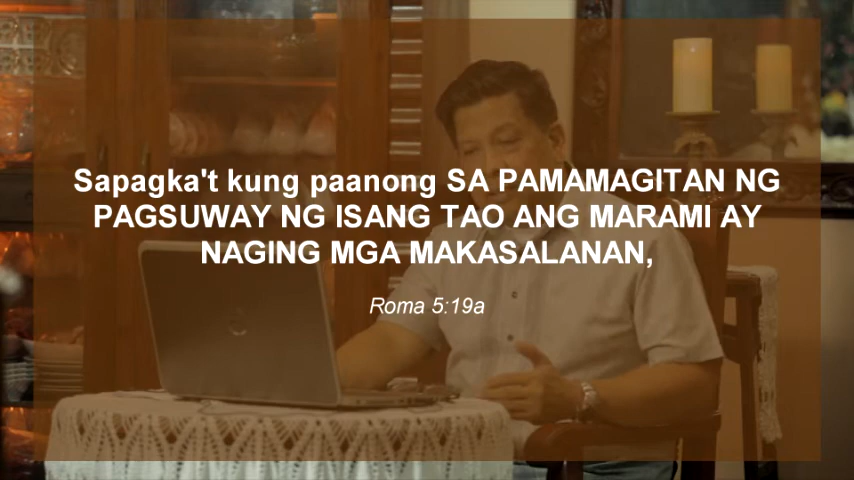 Sapagka't kung paanong SA PAMAMAGITAN NG
PAGSUWAY NG ISANG TAO ANG MARAMI AY
NAGING MGA MAKASALANAN,
Roma 5:19a